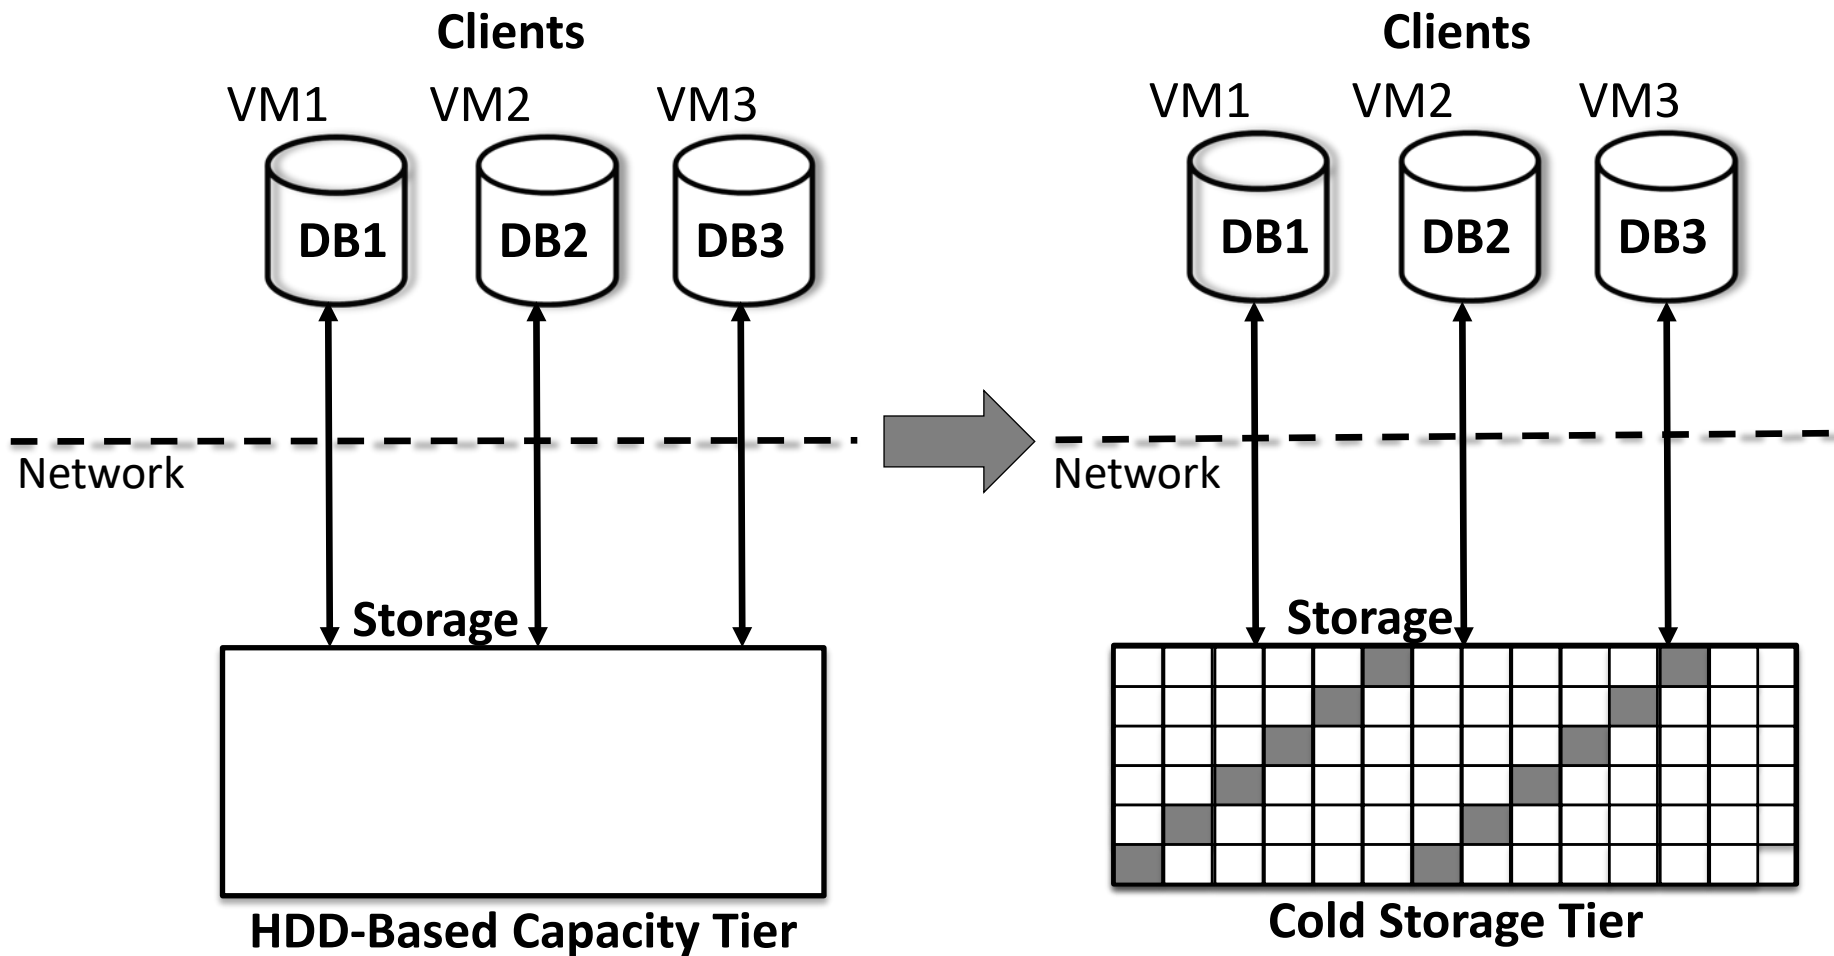 Clients
VM1 VM2 VM3
DB1 DB2 DB3
Network
Storage
HDD-Based Capacity Tier
Clients
VM1 VM2 VM3
DB1 DB2 DB3
Network
Storage
Cold Storage Tier